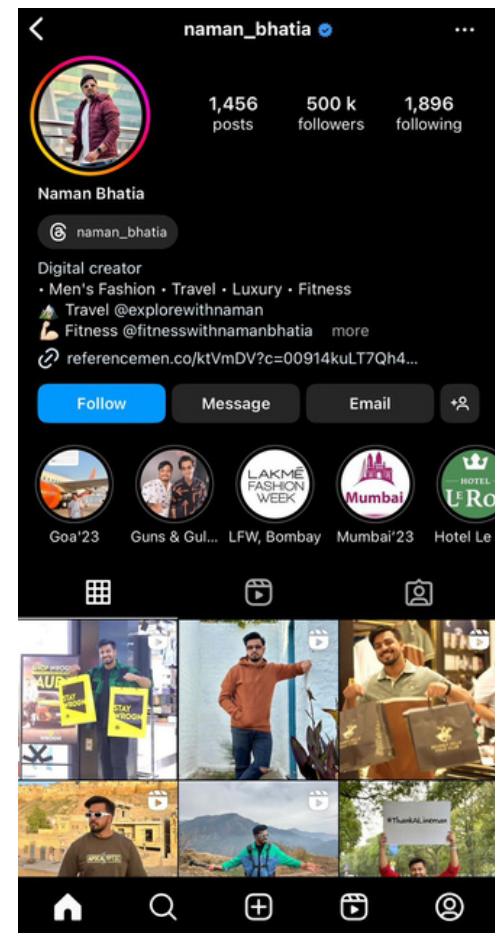 naman_bhatia
1,456 500 k 1,896
posts followers following
Naman Bhatia
naman_bhatia
Digital creator
• Men's Fashion • Travel • Luxury • Fitness
Travel @explorewithnaman
Fitness @fitnesswithnamanbhatia more
referencemen.co/ktVmDV?c=00914kuLT7Qh4...
Follow Message Email
LAKMĒ
FASHION
WEEK
Mumbai
HOTEL
LE RO
Goa'23 Guns & Gul... LFW, Bombay Mumbai'23 Hotel Le
STAY
WROGN
STAY
WROGN
#ThankALineman